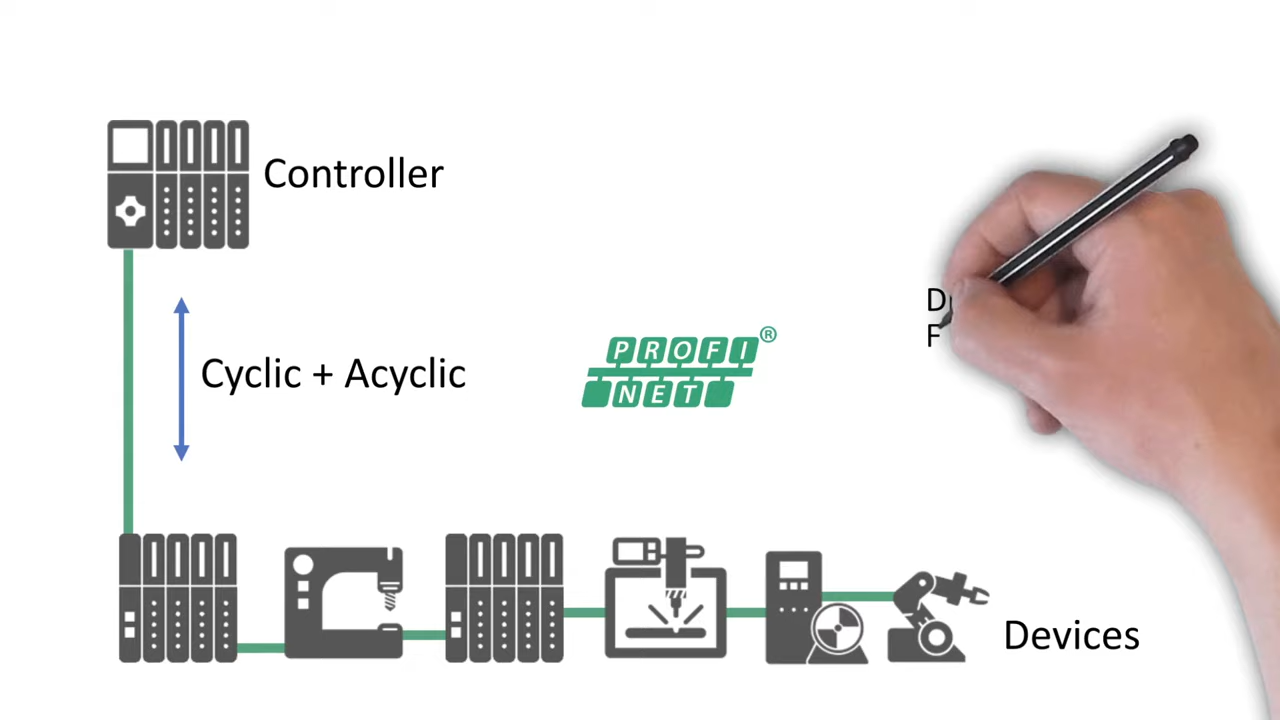 Controller
Cyclic + Acyclic
PROFI®
NET
D
F
Devices